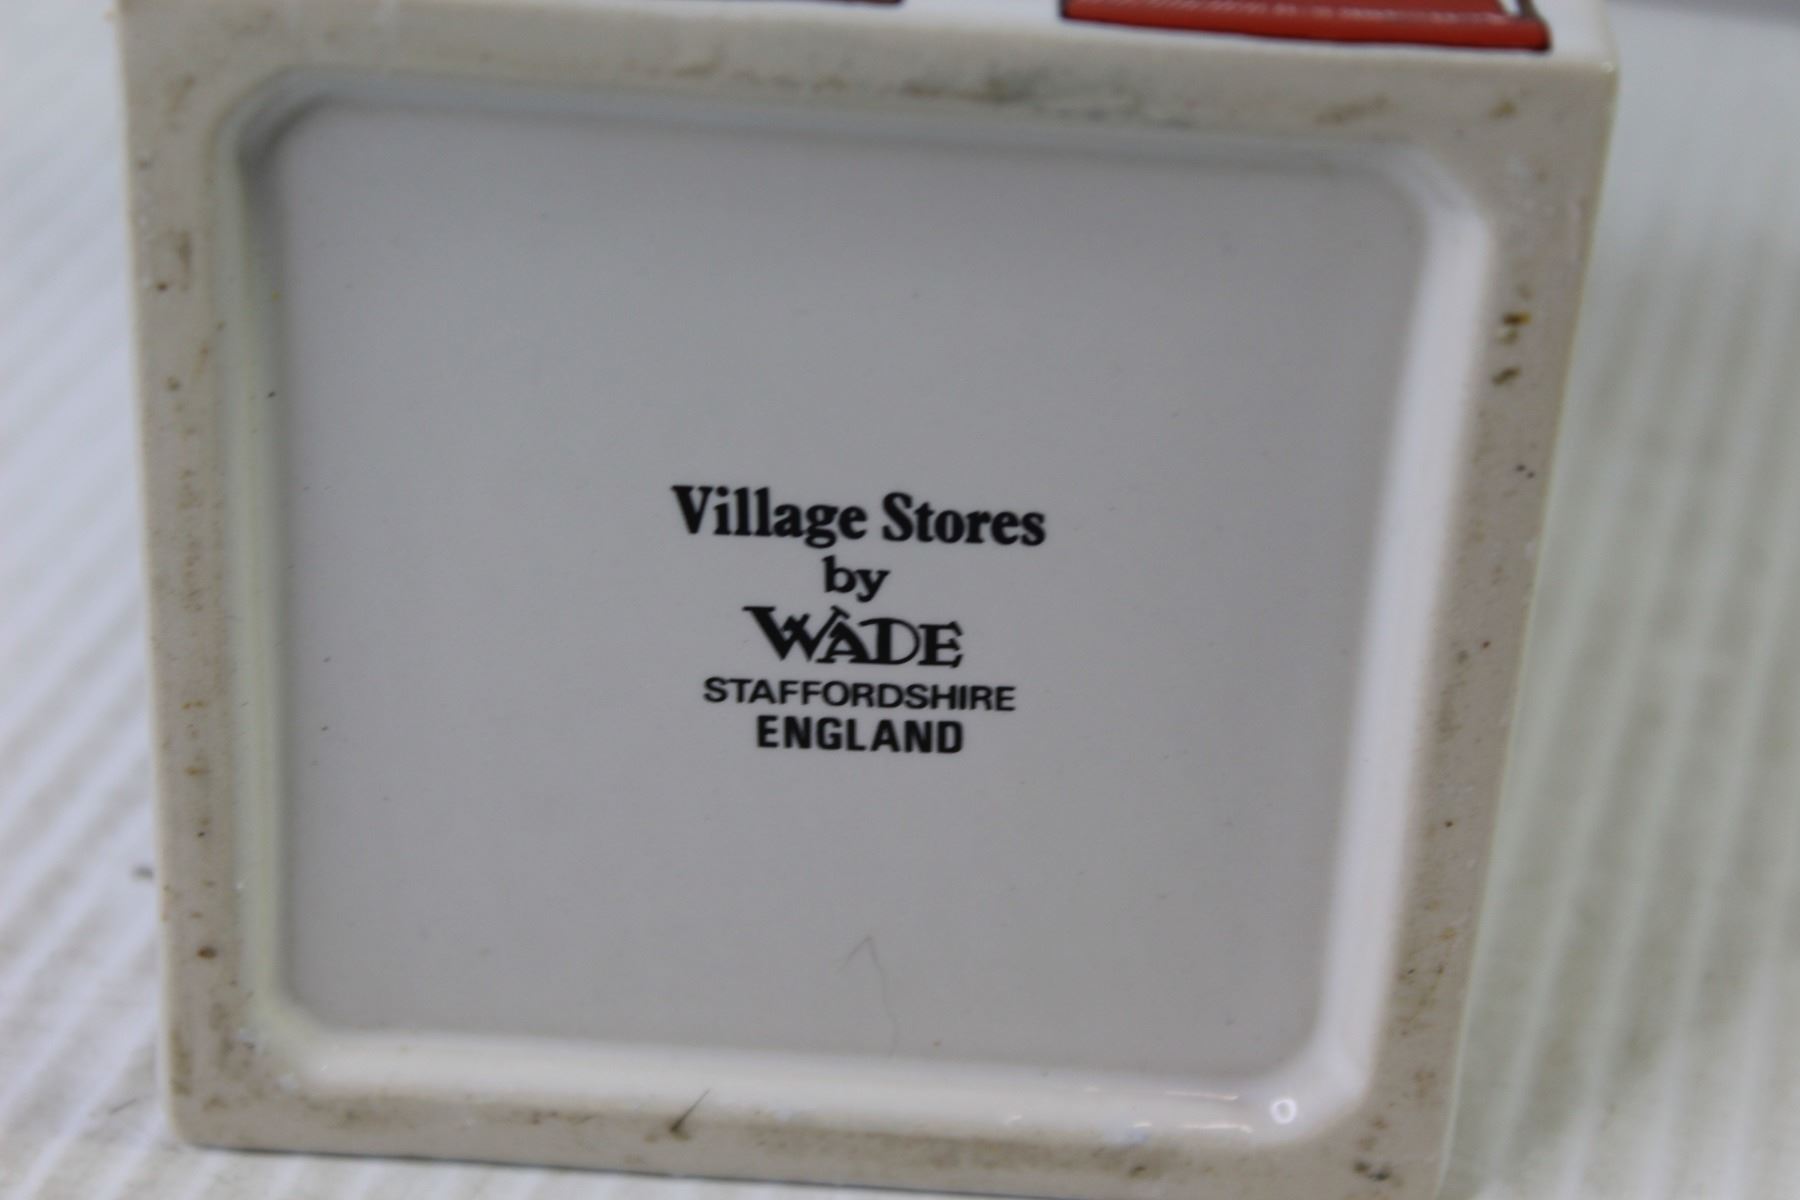 Village Stores
by
WADE
STAFFORDSHIRE
ENGLAND